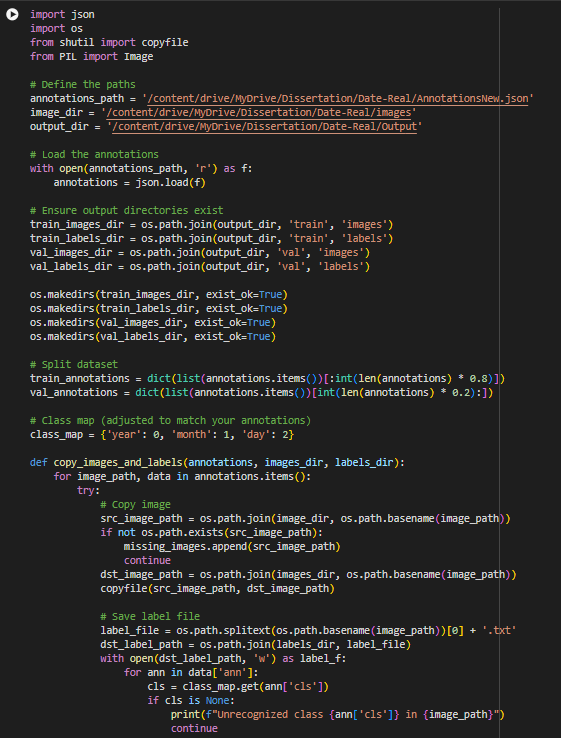 import json
import os
from shutil import copyfile
from PIL import Image

# Define the paths
annotations_path = '/content/drive/MyDrive/Dissertation/Date-Real/AnnotationsNew.json'
image_dir = '/content/drive/MyDrive/Dissertation/Date-Real/images'
output_dir = '/content/drive/MyDrive/Dissertation/Date-Real/Output'

# Load the annotations
with open(annotations_path, 'r') as f:
    annotations = json.load(f)

# Ensure output directories exist
train_images_dir = os.path.join(output_dir, 'train', 'images')
train_labels_dir = os.path.join(output_dir, 'train', 'labels')
val_images_dir = os.path.join(output_dir, 'val', 'images')
val_labels_dir = os.path.join(output_dir, 'val', 'labels')

os.makedirs(train_images_dir, exist_ok=True)
os.makedirs(train_labels_dir, exist_ok=True)
os.makedirs(val_images_dir, exist_ok=True)
os.makedirs(val_labels_dir, exist_ok=True)

# Split dataset
train_annotations = dict(list(annotations.items())[:int(len(annotations) * 0.8)])
val_annotations = dict(list(annotations.items())[int(len(annotations) * 0.2):])

# Class map (adjusted to match your annotations)
class_map = {'year': 0, 'month': 1, 'day': 2}

def copy_images_and_labels(annotations, images_dir, labels_dir):
    for image_path, data in annotations.items():
        try:
            # Copy image
            src_image_path = os.path.join(image_dir, os.path.basename(image_path))
            if not os.path.exists(src_image_path):
                missing_images.append(src_image_path)
                continue
            dst_image_path = os.path.join(images_dir, os.path.basename(image_path))
            copyfile(src_image_path, dst_image_path)

            # Save label file
            label_file = os.path.splitext(os.path.basename(image_path))[0] + '.txt'
            dst_label_path = os.path.join(labels_dir, label_file)
            with open(dst_label_path, 'w') as label_f:
                for ann in data['ann']:
                    cls = class_map.get(ann['cls'])
                    if cls is None:
                        print(f"Unrecognized class {ann['cls']} in {image_path}")
                        continue